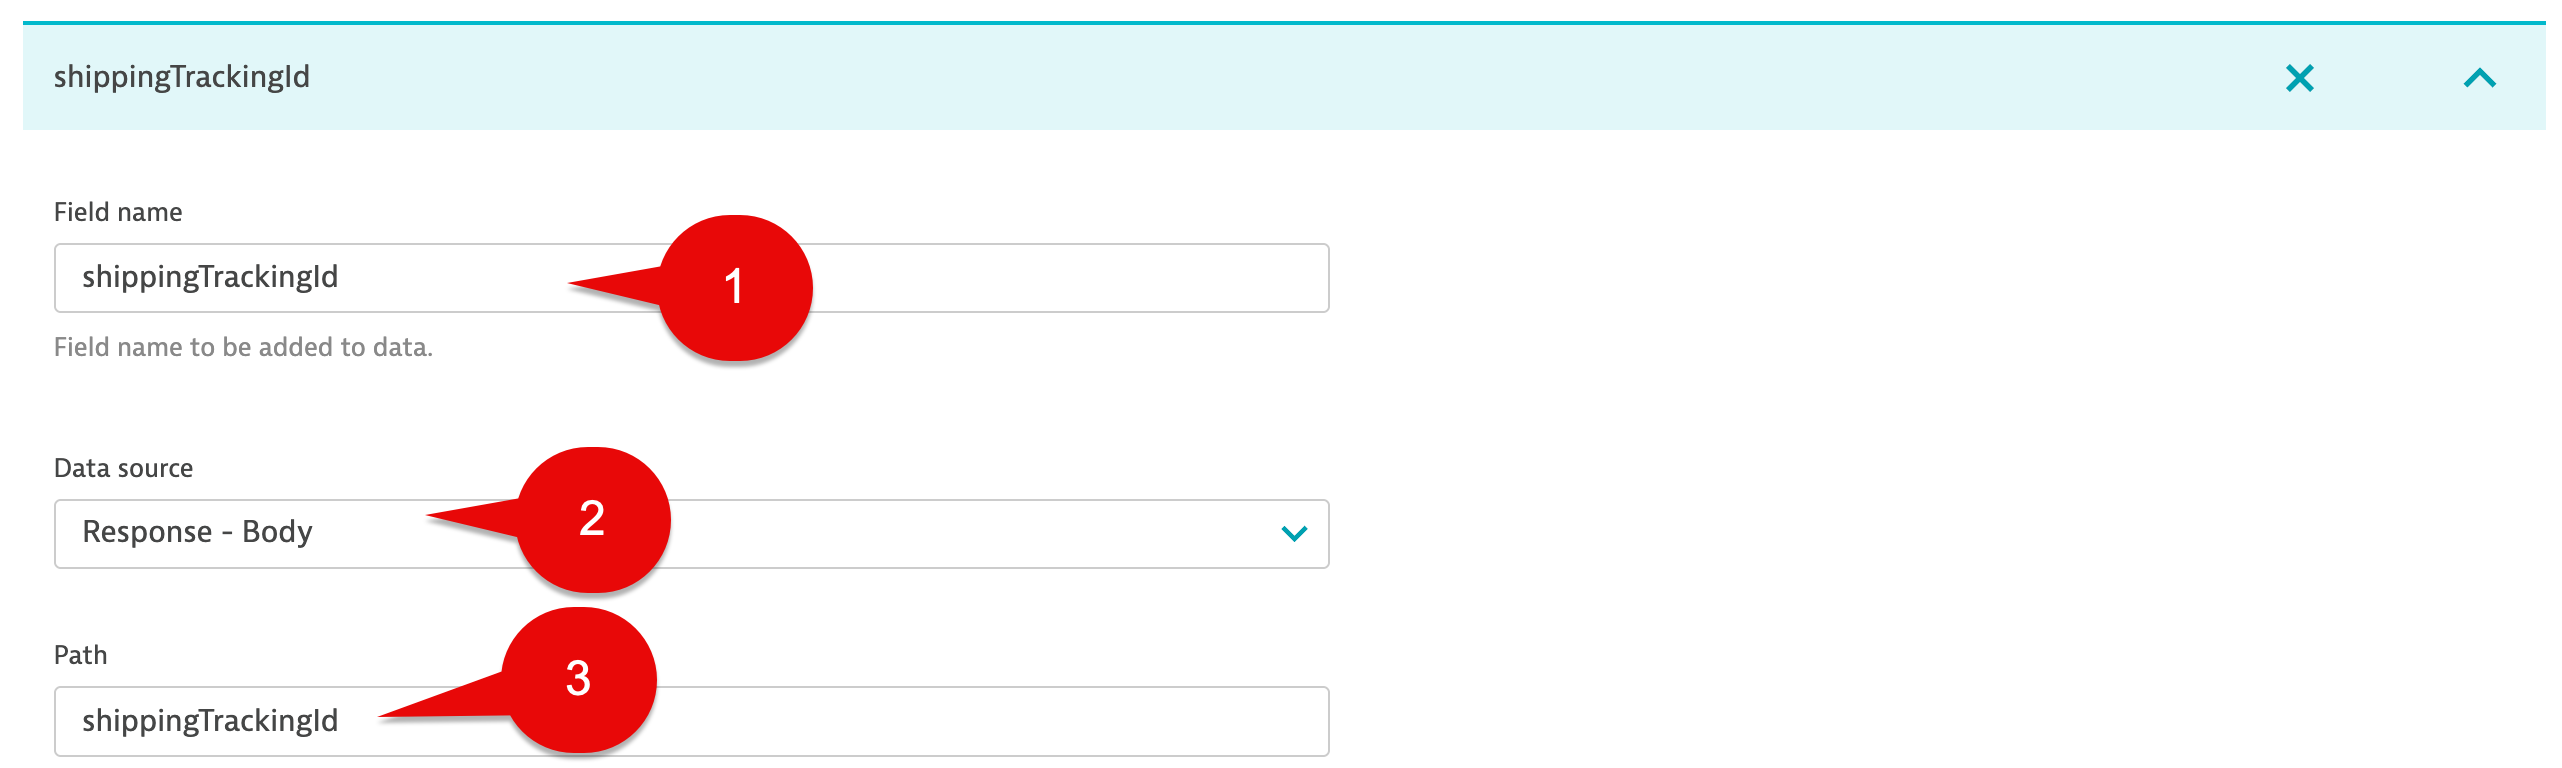 shippingTrackingId
Field name
shippingTrackingId
1
Field name to be added to data.
Data source
Response - Body
2
Path
shippingTrackingId
3